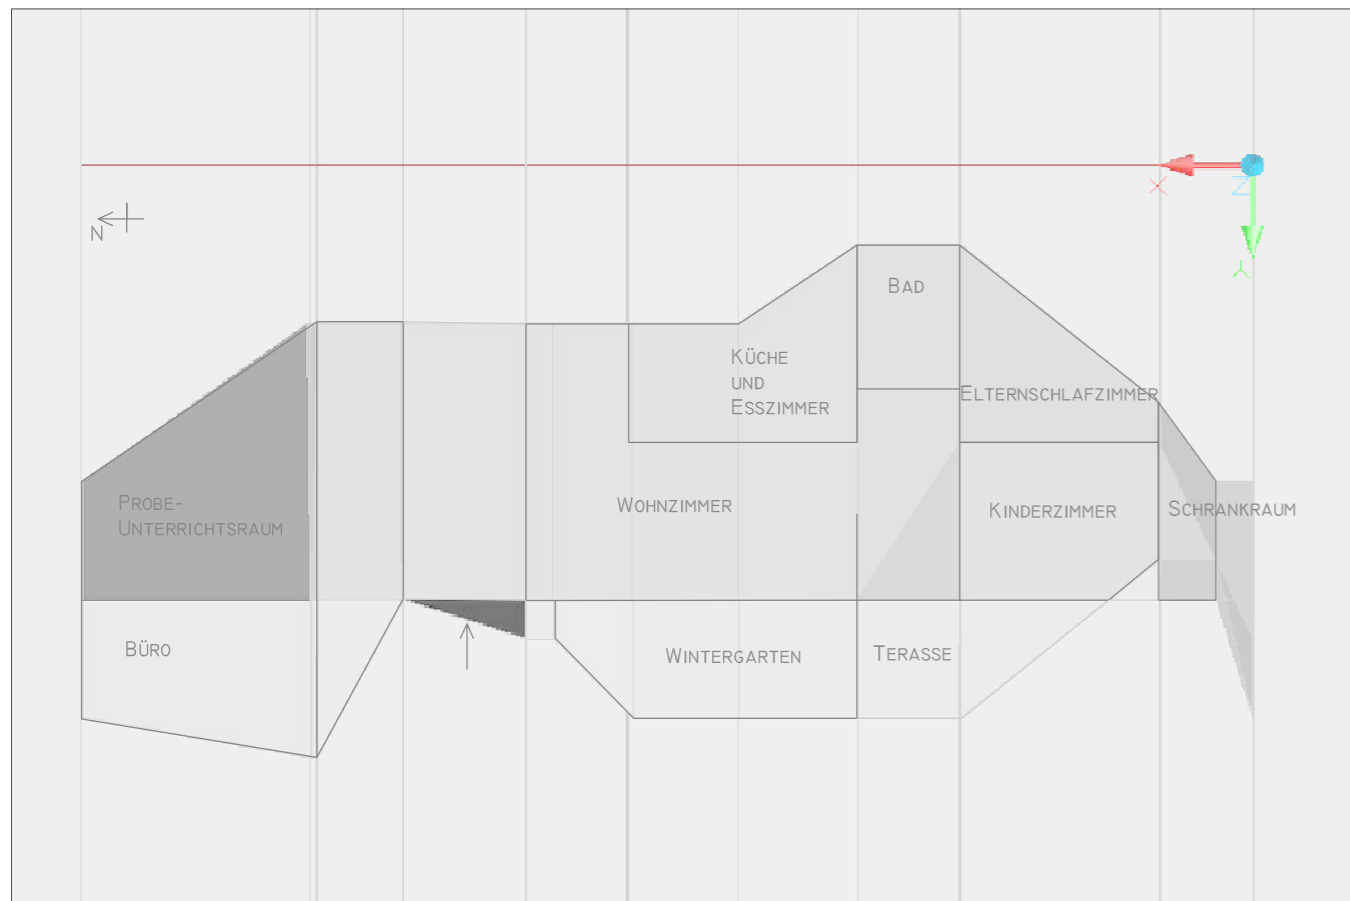 X
Z
N
Y
BAD
KÜCHE
UND
ESSZIMMER
ELTERNSCHLAFZIMMER
PROBE-
UNTERRICHTSRAUM
WOHNZIMMER
KINDERZIMMER
SCHRANKRAUM
BÜRO
WINTERGARTEN
TERASSE